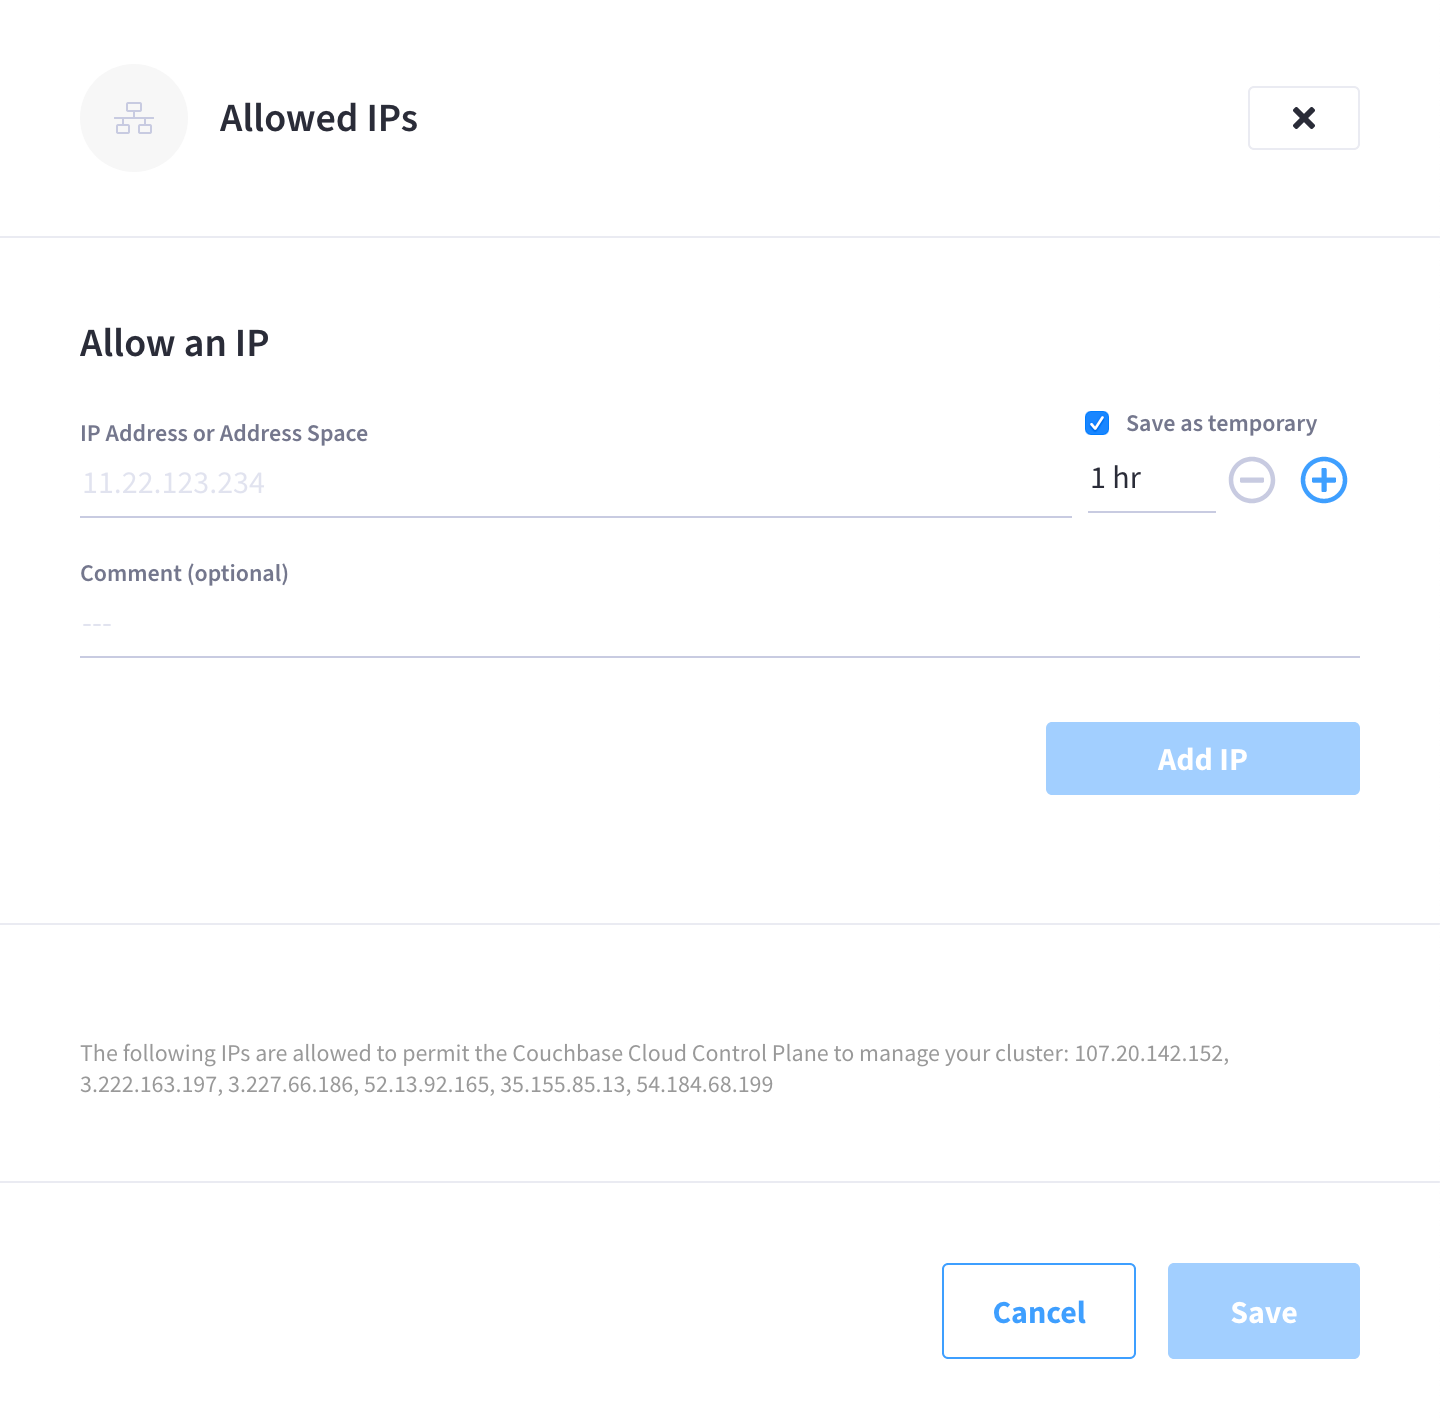 Allowed IPs
Allow an IP
IP Address or Address Space
Save as temporary
11.22.123.234
1 hr
Comment (optional)
---
Add IP
The following IPs are allowed to permit the Couchbase Cloud Control Plane to manage your cluster: 107.20.142.152,
3.222.163.197, 3.227.66.186, 52.13.92.165, 35.155.85.13, 54.184.68.199
Cancel
Save